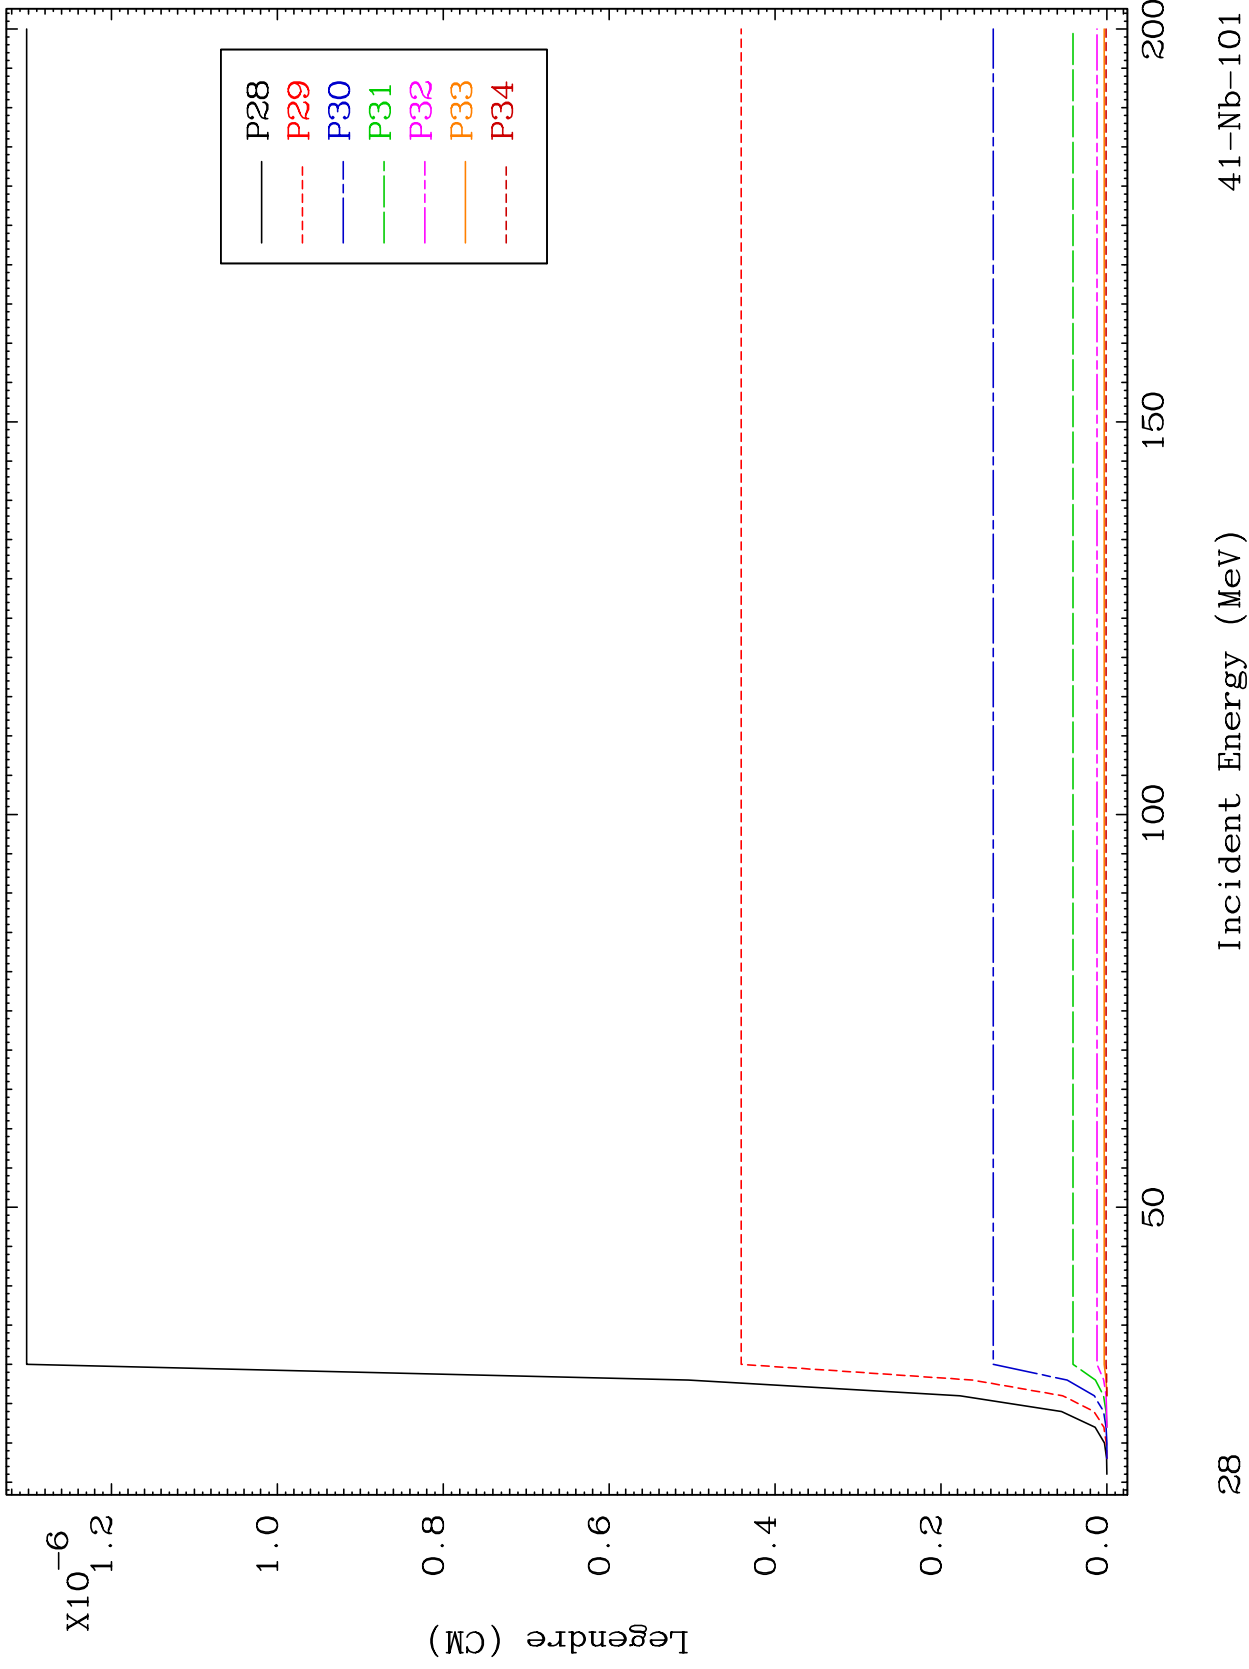 X10-6
1.2
1.0
0.8
0.6
0.4
0.2
0.0
Legendre (CM)
P28
P29
P30
P31
P32
P33
P34
50
100
150
200
Incident Energy (MeV)
28
41-Nb-101